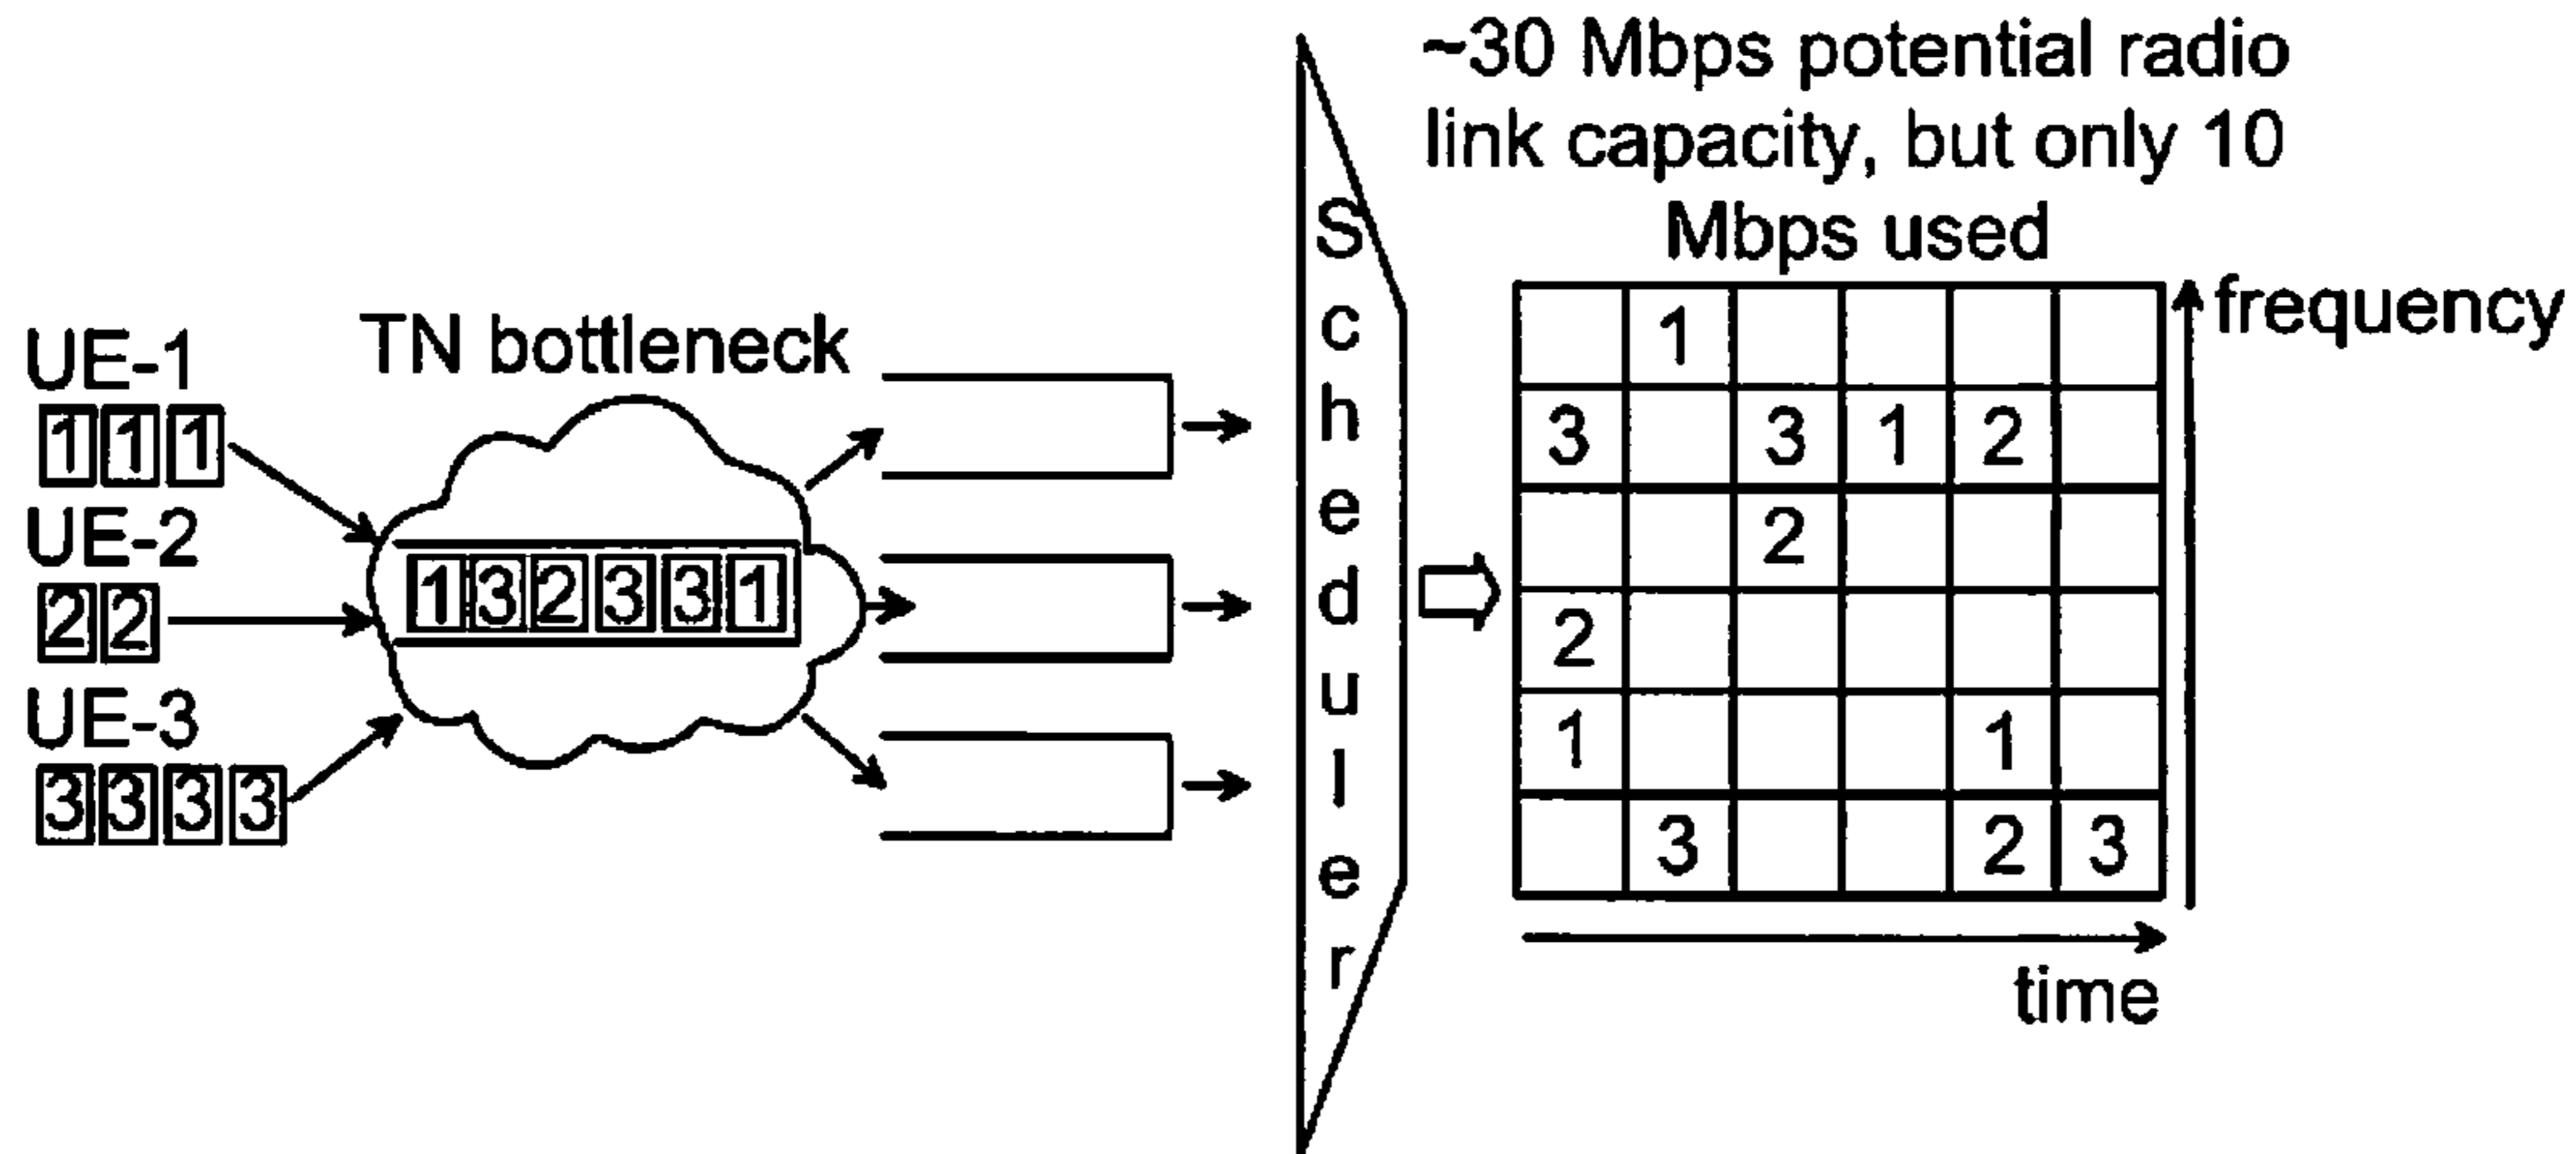 ~30 Mbps potential radio
link capacity, but only 10
Mbps used
UE-1
1 1 1
UE-2
2 2
UE-3
3 3 3 3
TN bottleneck
1 3 2 3 3 1
Scheduler
1
3 3 1 2
2
2
1 1
3 2 3
frequency
time